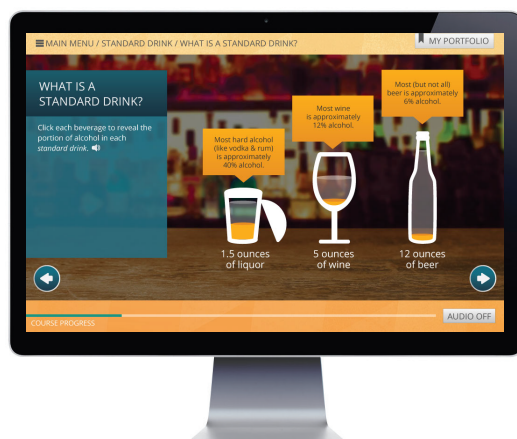 MAIN MENU / STANDARD DRINK / WHAT IS A STANDARD DRINK?
MY PORTFOLIO
WHAT IS A
STANDARD DRINK?
Click each beverage to reveal the
portion of alcohol in each
standard drink.
Most hard alcohol
(like vodka & rum)
is approximately
40% alcohol.
Most wine
is approximately
12% alcohol.
Most (but not all)
beer is approximately
6% alcohol.
1.5 ounces
of liquor
5 ounces
of wine
12 ounces
of beer
COURSE PROGRESS
AUDIO OFF